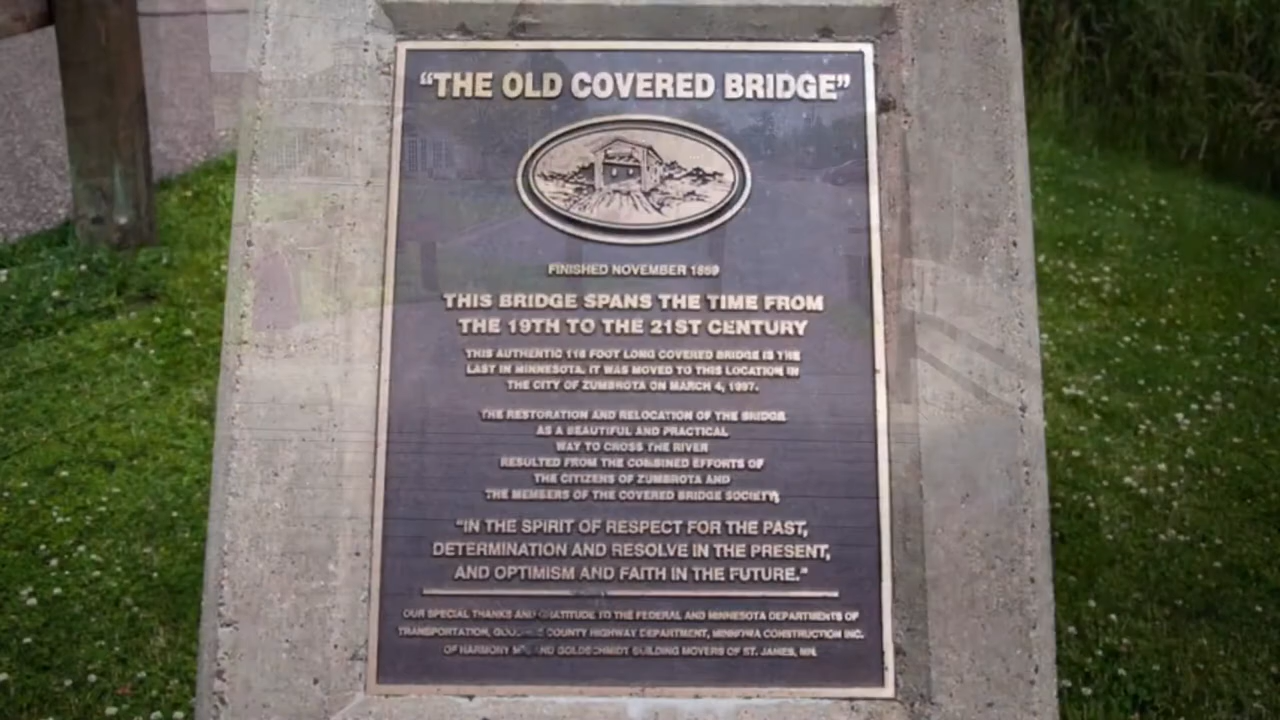 "THE OLD COVERED BRIDGE"
FINISHED NOVEMBER 1869
THIS BRIDGE SPANS THE TIME FROM
THE 19TH TO THE 21ST CENTURY
THIS AUTHENTIC 116 FOOT LONG COVERED BRIDGE IS THE
LAST IN MINNESOTA. IT WAS MOVED TO THIS LOCATION IN
THE CITY OF ZUMBROTA ON MARCH 4, 1997.
THE RESTORATION AND RELOCATION OF THE BRIDGE
AS A BEAUTIFUL AND PRACTICAL
WAY TO CROSS THE RIVER
RESULTED FROM THE COMBINED EFFORTS OF
THE CITIZENS OF ZUMBROTA AND
THE MEMBERS OF THE COVERED BRIDGE SOCIETY.
"IN THE SPIRIT OF RESPECT FOR THE PAST,
DETERMINATION AND RESOLVE IN THE PRESENT,
AND OPTIMISM AND FAITH IN THE FUTURE."
OUR SPECIAL THANKS AND GRATITUDE TO THE FEDERAL AND MINNESOTA DEPARTMENTS OF
TRANSPORTATION, COUNTY HIGHWAY DEPARTMENT, MINNOWA CONSTRUCTION INC.
OF HARMONY AND GOLDSCHMIDT BUILDING MOVERS OF ST. JAMES, MN.